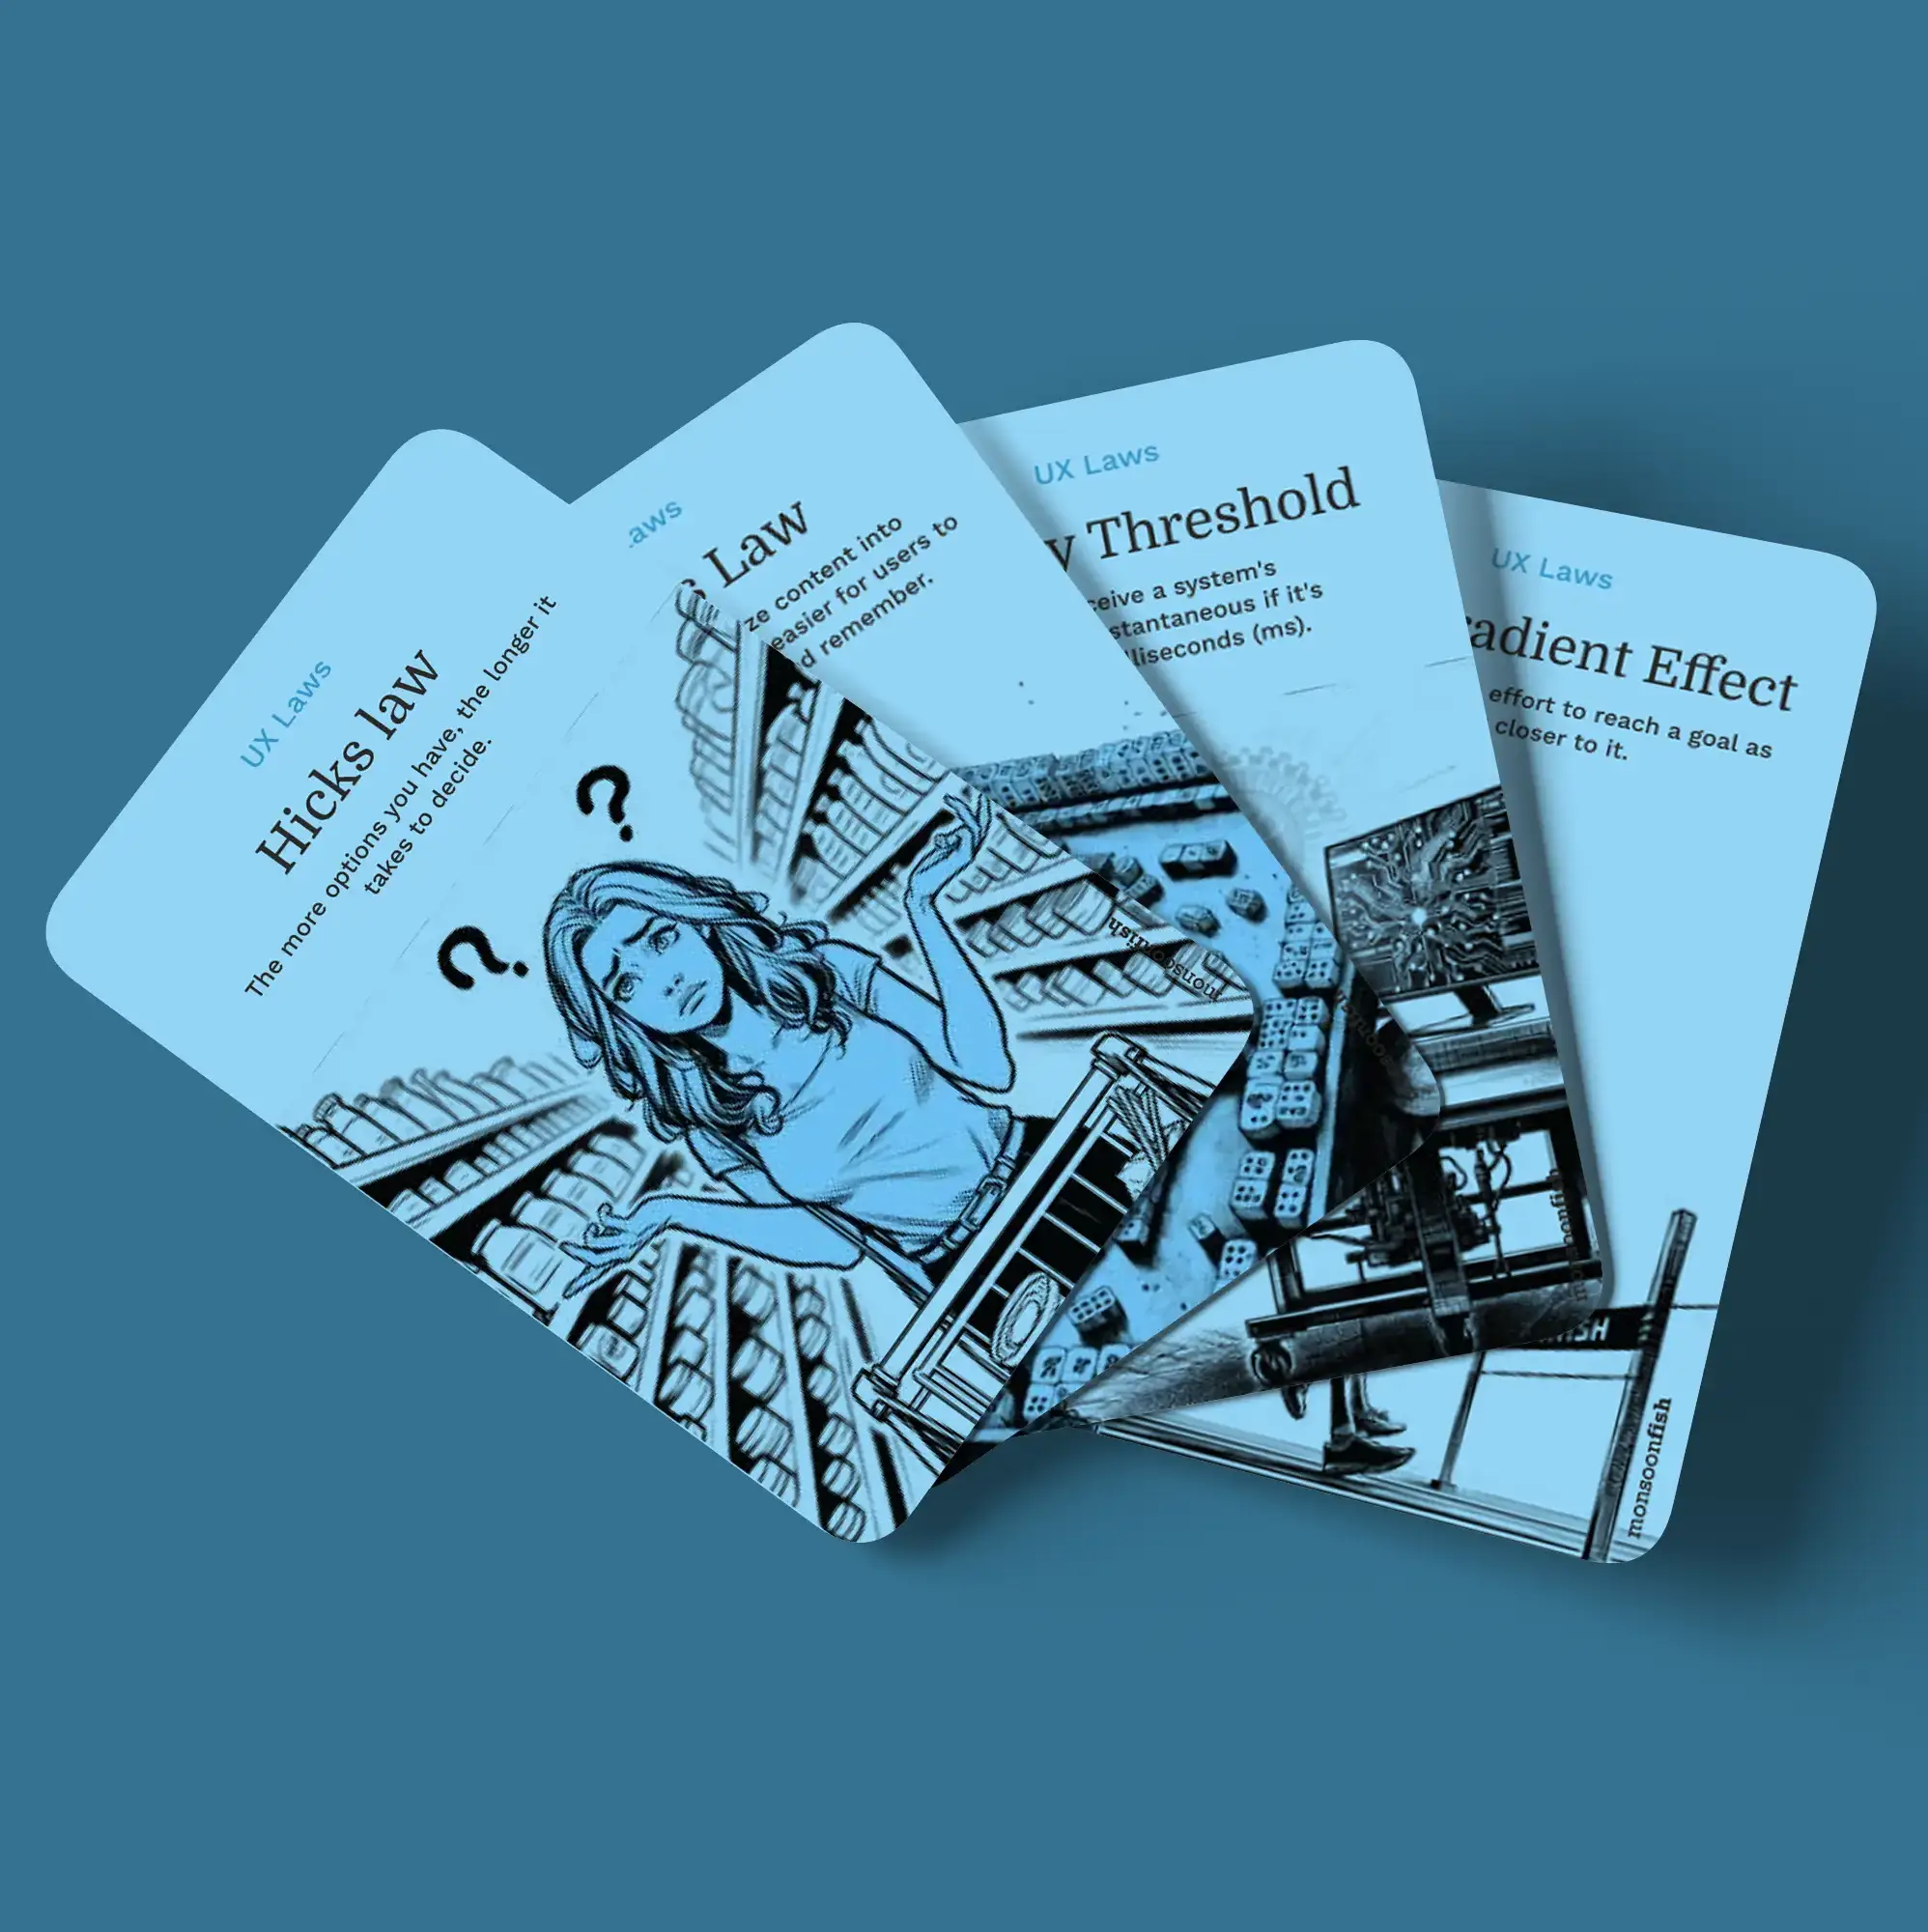 UX Laws
Hicks law
The more options you have, the longer it
takes to decide.
? ?
monsoonfish
aws
s Law
ze content into
easier for users to
d remember.
UX Laws
y Threshold
ceive a system's
stantaneous if it's
lliseconds (ms).
monsoonfish
UX Laws
radient Effect
effort to reach a goal as
closer to it.
monsoonfish